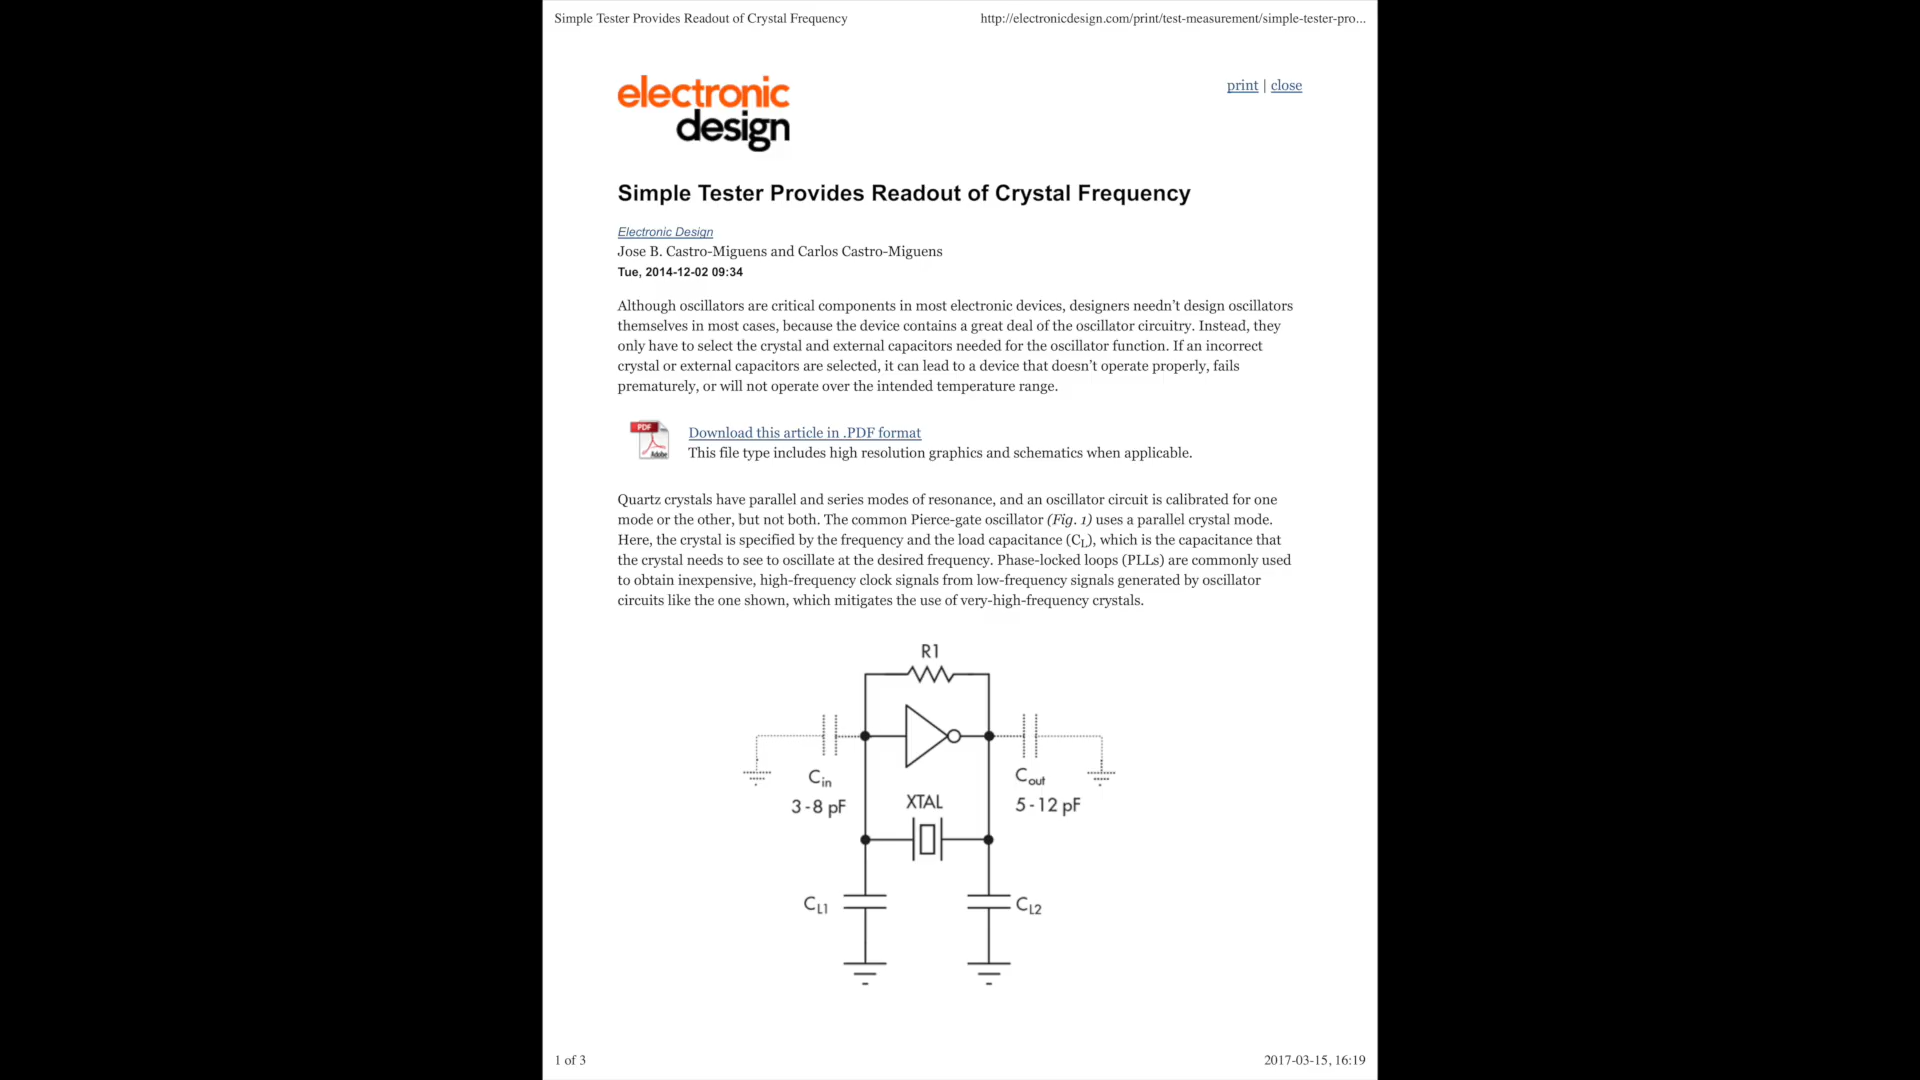 Simple Tester Provides Readout of Crystal Frequency
http://electronicdesign.com/print/test-measurement/simple-tester-pro...
electronic
design
print | close
Simple Tester Provides Readout of Crystal Frequency
Electronic Design
Jose B. Castro-Miguens and Carlos Castro-Miguens
Tue, 2014-12-02 09:34
Although oscillators are critical components in most electronic devices, designers needn’t design oscillators
themselves in most cases, because the device contains a great deal of the oscillator circuitry. Instead, they
only have to select the crystal and external capacitors needed for the oscillator function. If an incorrect
crystal or external capacitors are selected, it can lead to a device that doesn’t operate properly, fails
prematurely, or will not operate over the intended temperature range.
PDF
Adobe
Download this article in .PDF format
This file type includes high resolution graphics and schematics when applicable.
Quartz crystals have parallel and series modes of resonance, and an oscillator circuit is calibrated for one
mode or the other, but not both. The common Pierce-gate oscillator (Fig. 1) uses a parallel crystal mode.
Here, the crystal is specified by the frequency and the load capacitance (CL), which is the capacitance that
the crystal needs to see to oscillate at the desired frequency. Phase-locked loops (PLLs) are commonly used
to obtain inexpensive, high-frequency clock signals from low-frequency signals generated by oscillator
circuits like the one shown, which mitigates the use of very-high-frequency crystals.
R1
Cin
3-8 pF
Cout
5-12 pF
XTAL
CL1
CL2
1 of 3
2017-03-15, 16:19